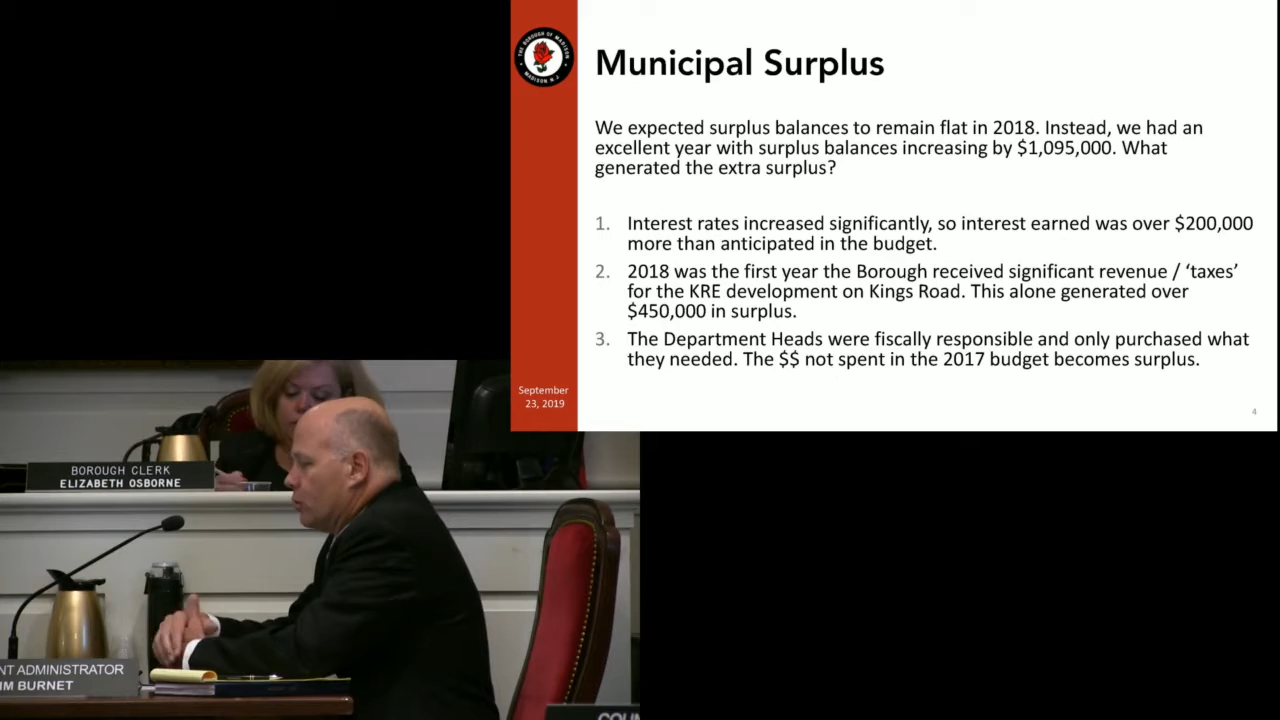 THE BOROUGH OF MADISON
MADISON N.J.
Municipal Surplus
We expected surplus balances to remain flat in 2018. Instead, we had an
excellent year with surplus balances increasing by $1,095,000. What
generated the extra surplus?
1. Interest rates increased significantly, so interest earned was over $200,000
more than anticipated in the budget.
2. 2018 was the first year the Borough received significant revenue / ‘taxes’
for the KRE development on Kings Road. This alone generated over
$450,000 in surplus.
3. The Department Heads were fiscally responsible and only purchased what
they needed. The $$ not spent in the 2017 budget becomes surplus.
September
23, 2019
4
BOROUGH CLERK
ELIZABETH OSBORNE
NT ADMINISTRATOR
IM BURNET
COUN